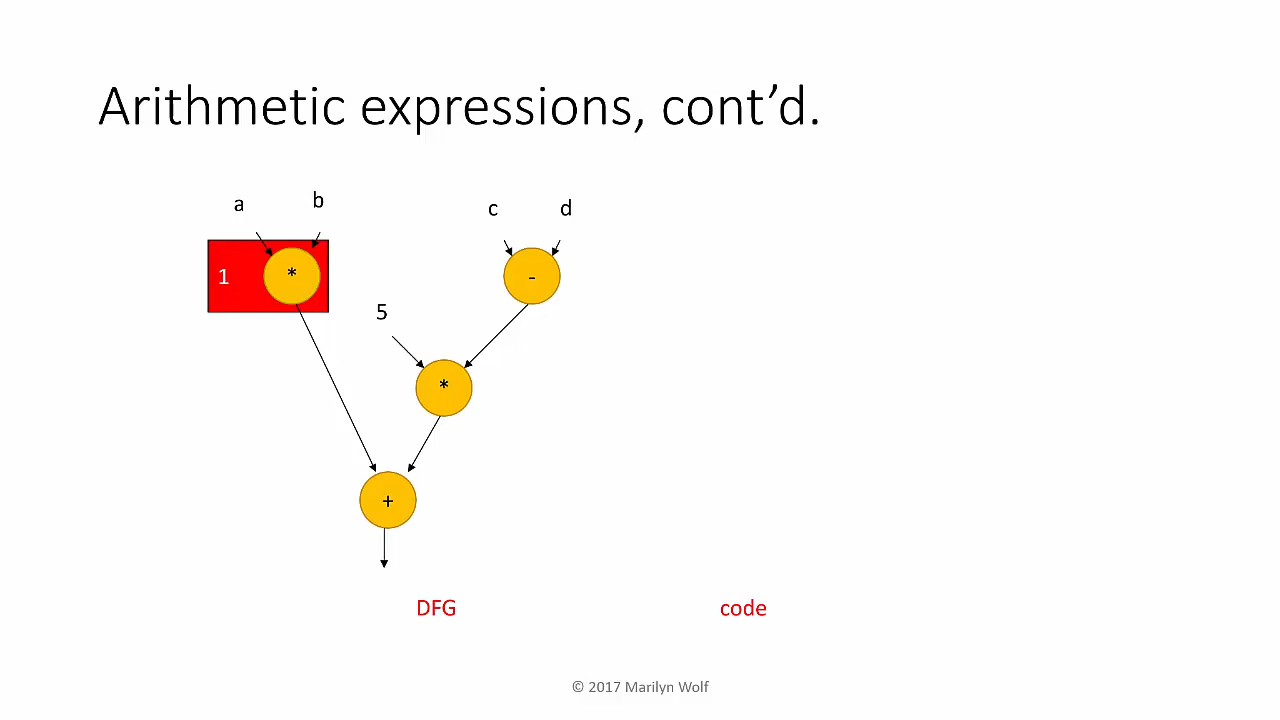 Arithmetic expressions, cont’d.
a b c d
1 * -
5
*
+
DFG code
© 2017 Marilyn Wolf